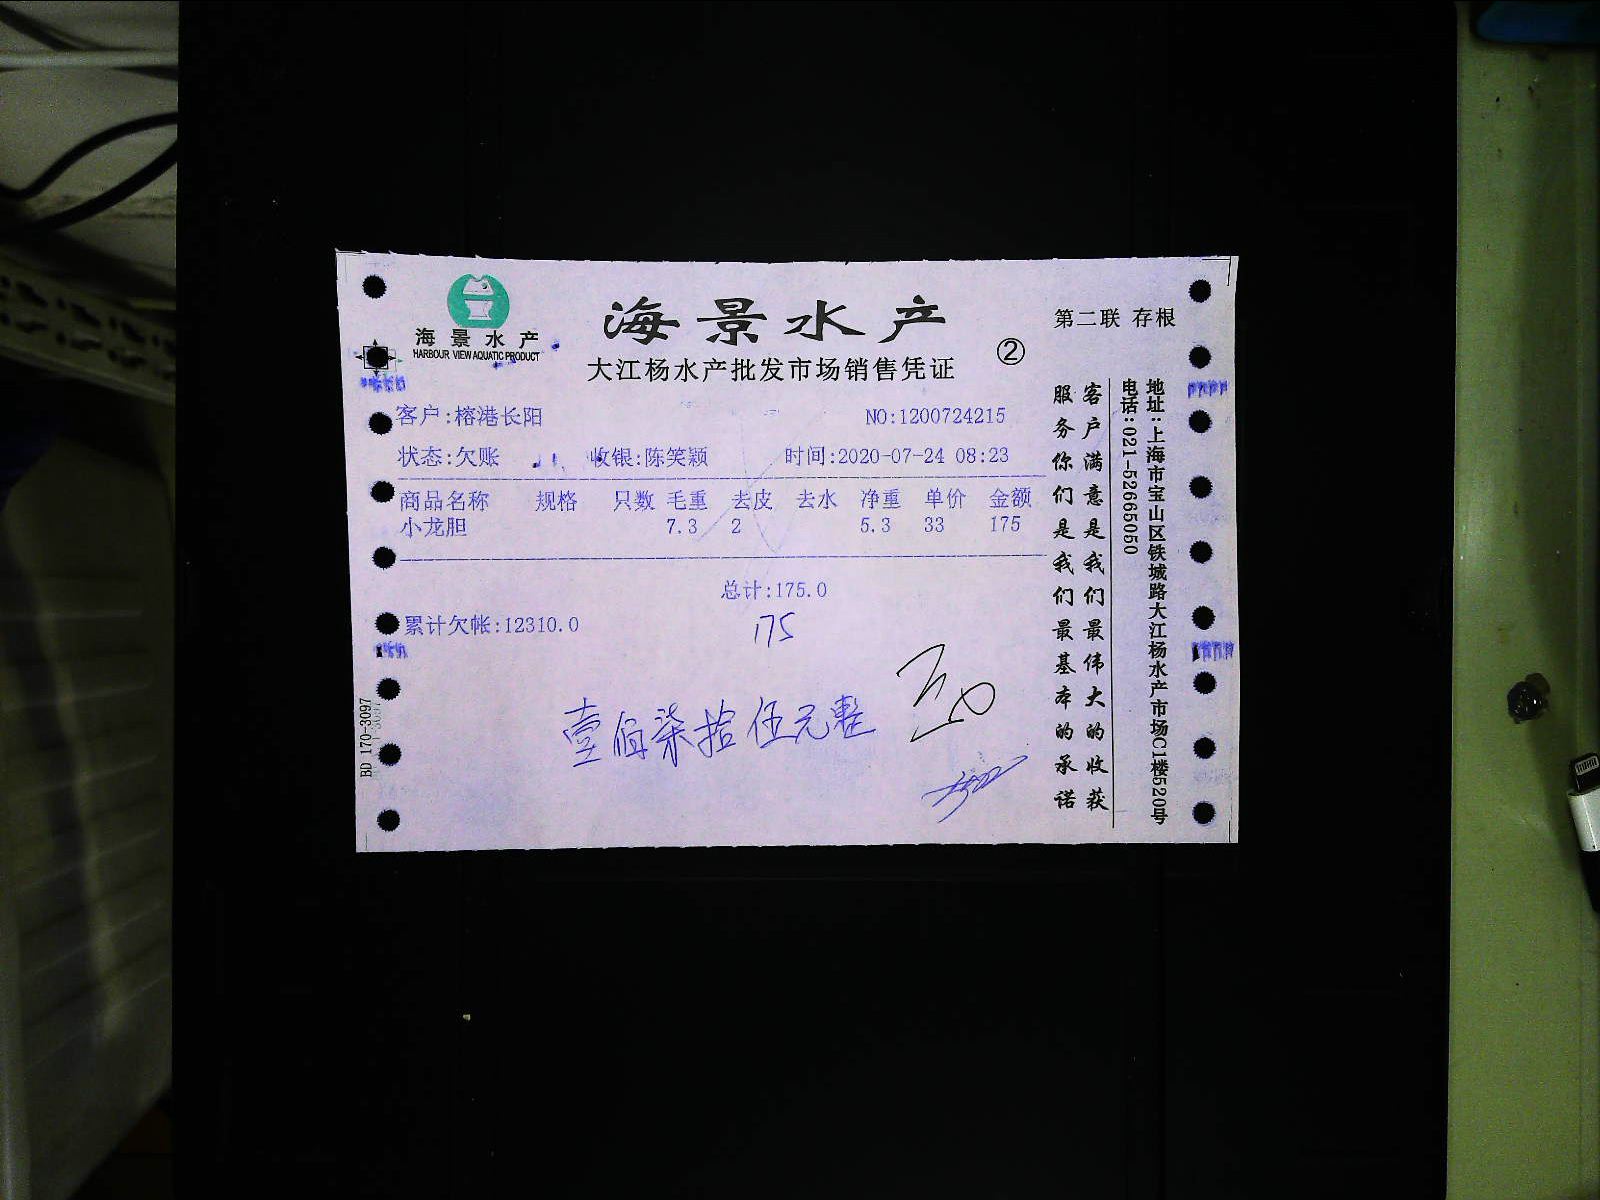 海景水产
HARBOUR VIEW AQUATIC PRODUCT
海景水产
大江杨水产批发市场销售凭证
②
第二联 存根
客户:榕港长阳 NO:1200724215
状态:欠账 收银:陈笑颖 时间:2020-07-24 08:23
商品名称 规格 只数 毛重 去皮 去水 净重 单价 金额
小龙胆 7.3 2 5.3 33 175
总计:175.0
累计欠帐:12310.0
175
壹佰柒拾伍元整
客户满意是我们最伟大的收获
服务你们是我们最基本的承诺
地址:上海市宝山区铁城路大江杨水产市场C1楼520号
电话:021-52665050
BD 170-3097